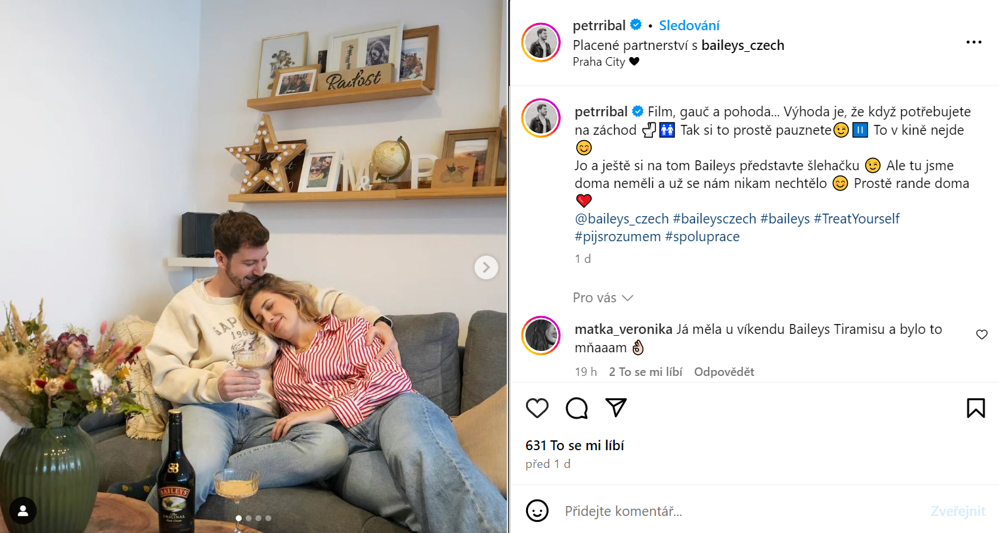 Raďost
M&P
1969
BAILEYS
THE
ORIGINAL
petrribal • Sledování
Placené partnerství s baileys_czech
Praha City 🖤
petrribal Film, gauč a pohoda... Výhoda je, že když potřebujete
na záchod 🚽🚻 Tak si to prostě pauznete😉⏸️ To v kině nejde
😊
Jo a ještě si na tom Baileys představte šlehačku 😉 Ale tu jsme
doma neměli a už se nám nikam nechtělo 😊 Prostě rande doma
❤️
@baileys_czech #baileysczech #baileys #TreatYourself
#pijsrozumem #spoluprace
1 d
Pro vás
matka_veronika Já měla u víkendu Baileys Tiramisu a bylo to
mňaaam 👌🏻
19 h 2 To se mi líbí Odpovědět
631 To se mi líbí
před 1 d
Přidejte komentář...
Zveřejnit